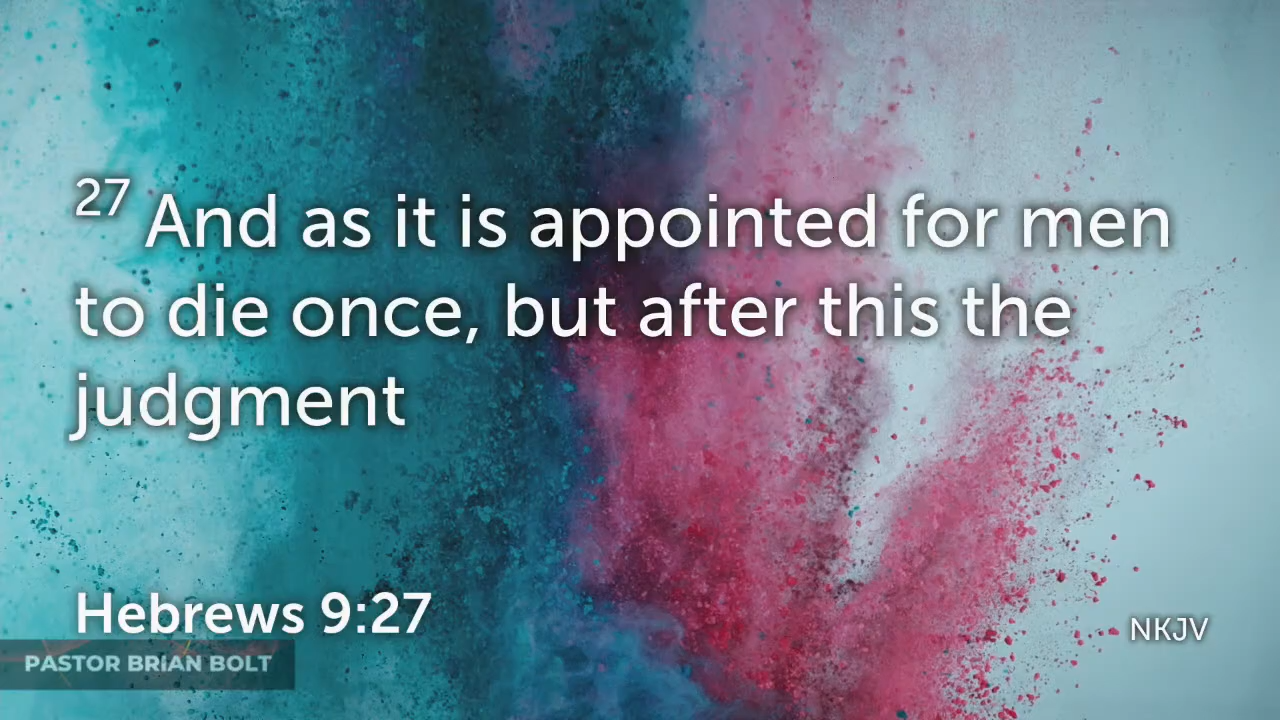 27 And as it is appointed for men
to die once, but after this the
judgment
Hebrews 9:27
NKJV
PASTOR BRIAN BOLT